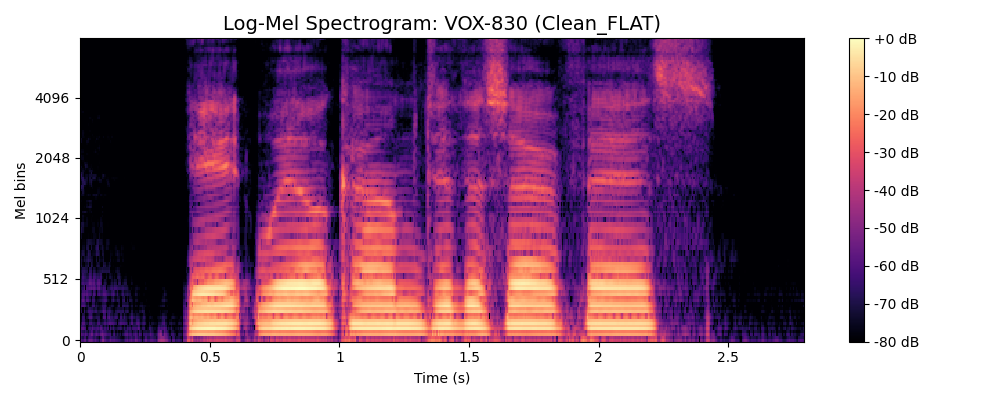 Log-Mel Spectrogram: VOX-830 (Clean_FLAT)
+0 dB
-10 dB
-20 dB
-30 dB
-40 dB
-50 dB
-60 dB
-70 dB
-80 dB
Mel bins
4096
2048
1024
512
0
0
0.5
1
1.5
2
2.5
Time (s)